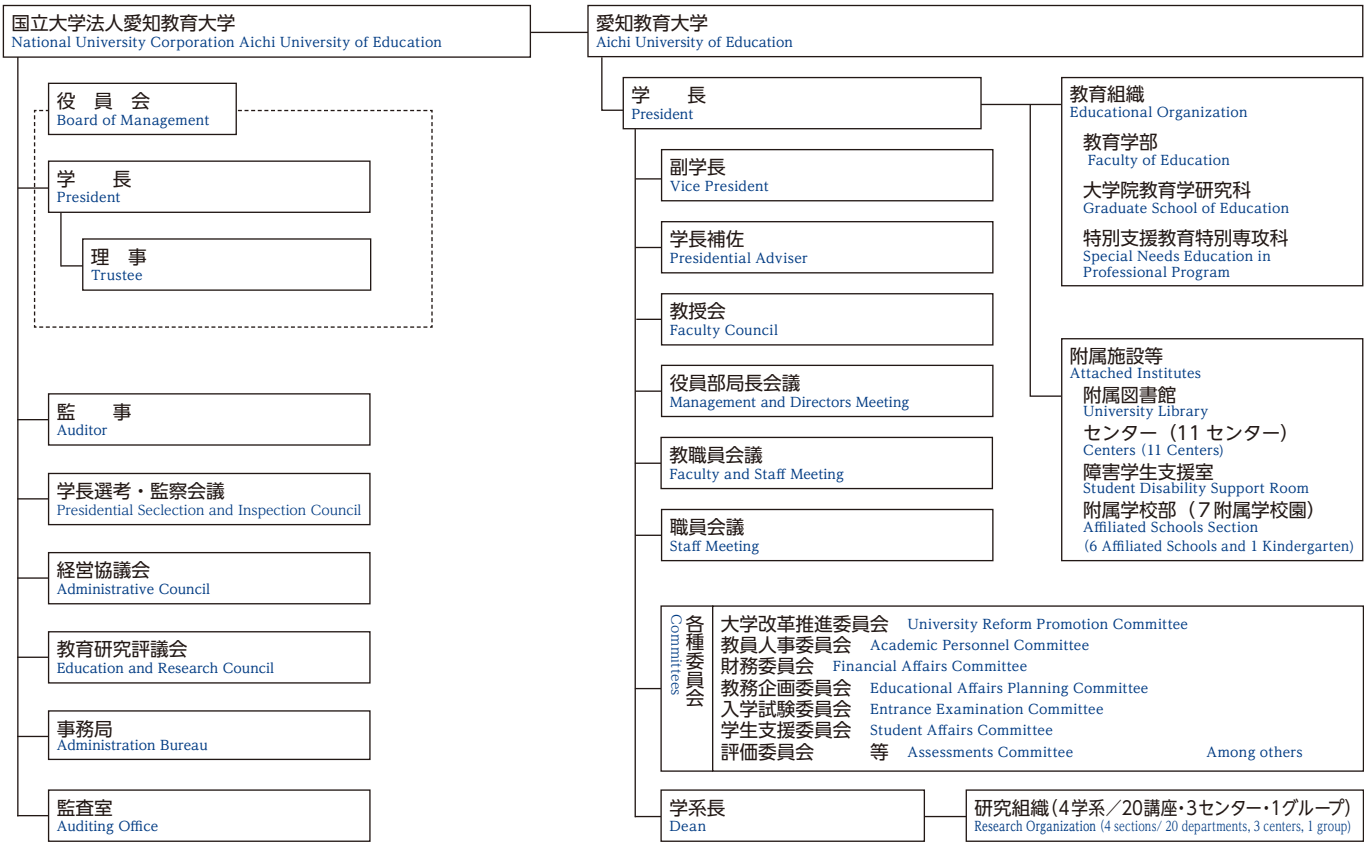 国立大学法人愛知教育大学
National University Corporation Aichi University of Education
役　員　会
Board of Management
学　　長
President
理　事
Trustee
監　　事
Auditor
学長選考・監察会議
Presidential Seclection and Inspection Council
経営協議会
Administrative Council
教育研究評議会
Education and Research Council
事務局
Administration Bureau
監査室
Auditing Office
愛知教育大学
Aichi University of Education
学　　長
President
副学長
Vice President
学長補佐
Presidential Adviser
教授会
Faculty Council
役員部局長会議
Management and Directors Meeting
教職員会議
Faculty and Staff Meeting
職員会議
Staff Meeting
各種委員会
Committees
大学改革推進委員会 University Reform Promotion Committee
教員人事委員会 Academic Personnel Committee
財務委員会 Financial Affairs Committee
教務企画委員会 Educational Affairs Planning Committee
入学試験委員会 Entrance Examination Committee
学生支援委員会 Student Affairs Committee
評価委員会　　等 Assessments Committee Among others
学系長
Dean
研究組織（4学系／20講座・3センター・1グループ）
Research Organization (4 sections/ 20 departments, 3 centers, 1 group)
教育組織
Educational Organization
教育学部
Faculty of Education
大学院教育学研究科
Graduate School of Education
特別支援教育特別専攻科
Special Needs Education in
Professional Program
附属施設等
Attached Institutes
附属図書館
University Library
センター（11 センター）
Centers (11 Centers)
障害学生支援室
Student Disability Support Room
附属学校部（７附属学校園）
Affiliated Schools Section
(6 Affiliated Schools and 1 Kindergarten)